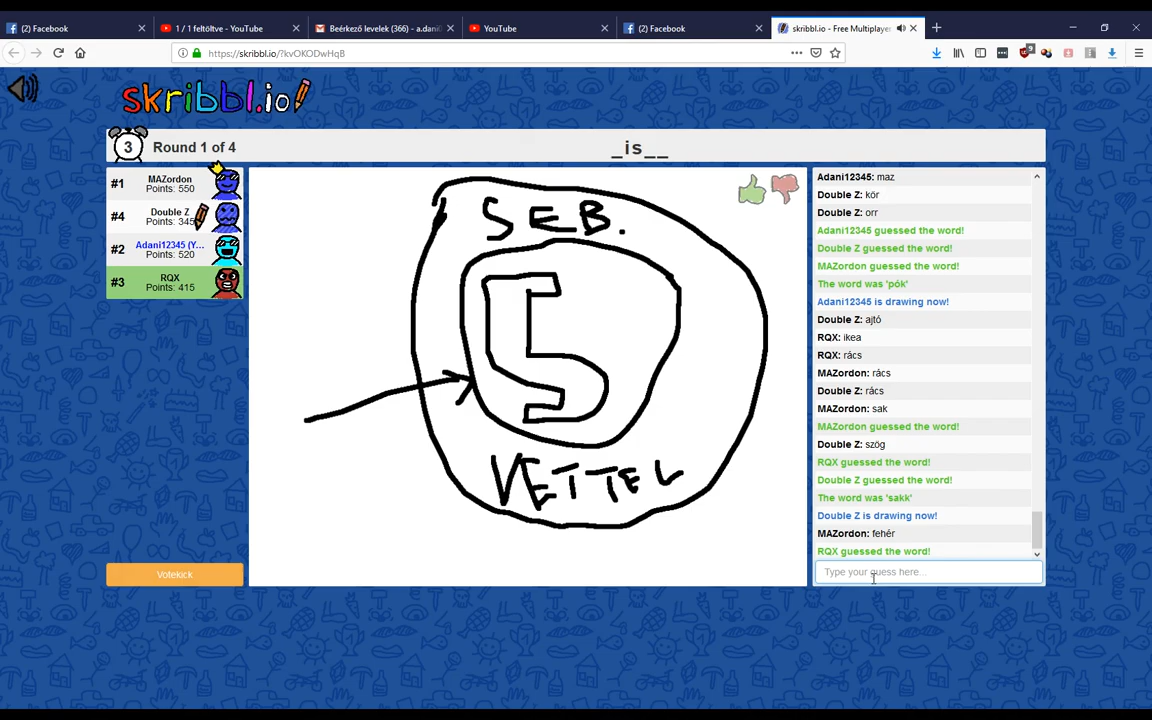 (2) Facebook
1 / 1 feltöltve - YouTube
Beérkező levelek (366) - a.dani
YouTube
(2) Facebook
skribbl.io - Free Multiplaye
https://skribbl.io/?kvOKODwHqB
9
skribbl.io
3
Round 1 of 4
_is__
#1
MAZordon
Points: 550
#4
Double Z
Points: 345
#2
Adani12345 (Y...
Points: 520
#3
RQX
Points: 415
Votekick
SEB.
5
VETTEL
Adani12345: maz
Double Z: kör
Double Z: orr
Adani12345 guessed the word!
Double Z guessed the word!
MAZordon guessed the word!
The word was 'pók'
Adani12345 is drawing now!
Double Z: ajtó
RQX: ikea
RQX: rács
MAZordon: rács
Double Z: rács
MAZordon: sak
MAZordon guessed the word!
Double Z: szög
RQX guessed the word!
Double Z guessed the word!
The word was 'sakk'
Double Z is drawing now!
MAZordon: fehér
RQX guessed the word!
Type your guess here...